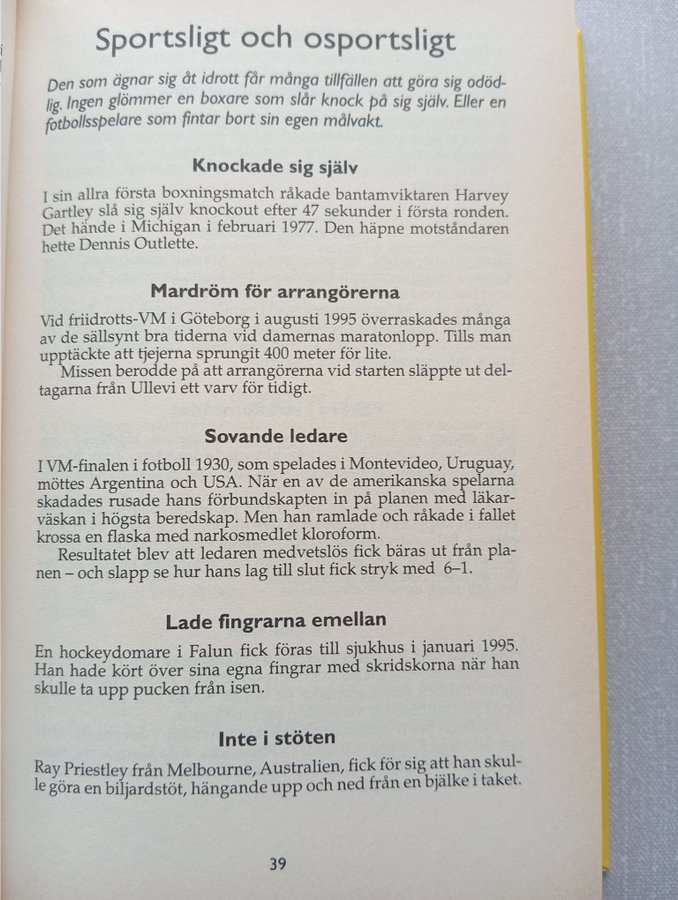 Sportsligt och osportsligt
Den som ägnar sig åt idrott får många tillfällen att göra sig odöd-
lig. Ingen glömmer en boxare som slår knock på sig själv. Eller en
fotbollsspelare som fintar bort sin egen målvakt.
Knockade sig själv
I sin allra första boxningsmatch råkade bantamviktaren Harvey
Gartley slå sig själv knockout efter 47 sekunder i första ronden.
Det hände i Michigan i februari 1977. Den häpne motståndaren
hette Dennis Outlette.
Mardröm för arrangörerna
Vid friidrotts-VM i Göteborg i augusti 1995 överraskades många
av de sällsynt bra tiderna vid damernas maratonlopp. Tills man
upptäckte att tjejerna sprungit 400 meter för lite.
Missen berodde på att arrangörerna vid starten släppte ut del-
tagarna från Ullevi ett varv för tidigt.
Sovande ledare
I VM-finalen i fotboll 1930, som spelades i Montevideo, Uruguay,
möttes Argentina och USA. När en av de amerikanska spelarna
skadades rusade hans förbundskapten in på planen med läkar-
väskan i högsta beredskap. Men han ramlade och råkade i fallet
krossa en flaska med narkosmedlet kloroform.
Resultatet blev att ledaren medvetslös fick bäras ut från pla-
nen – och slapp se hur hans lag till slut fick stryk med 6–1.
Lade fingrarna emellan
En hockeydomare i Falun fick föras till sjukhus i januari 1995.
Han hade kört över sina egna fingrar med skridskorna när han
skulle ta upp pucken från isen.
Inte i stöten
Ray Priestley från Melbourne, Australien, fick för sig att han skul-
le göra en biljardstöt, hängande upp och ned från en bjälke i taket.
39